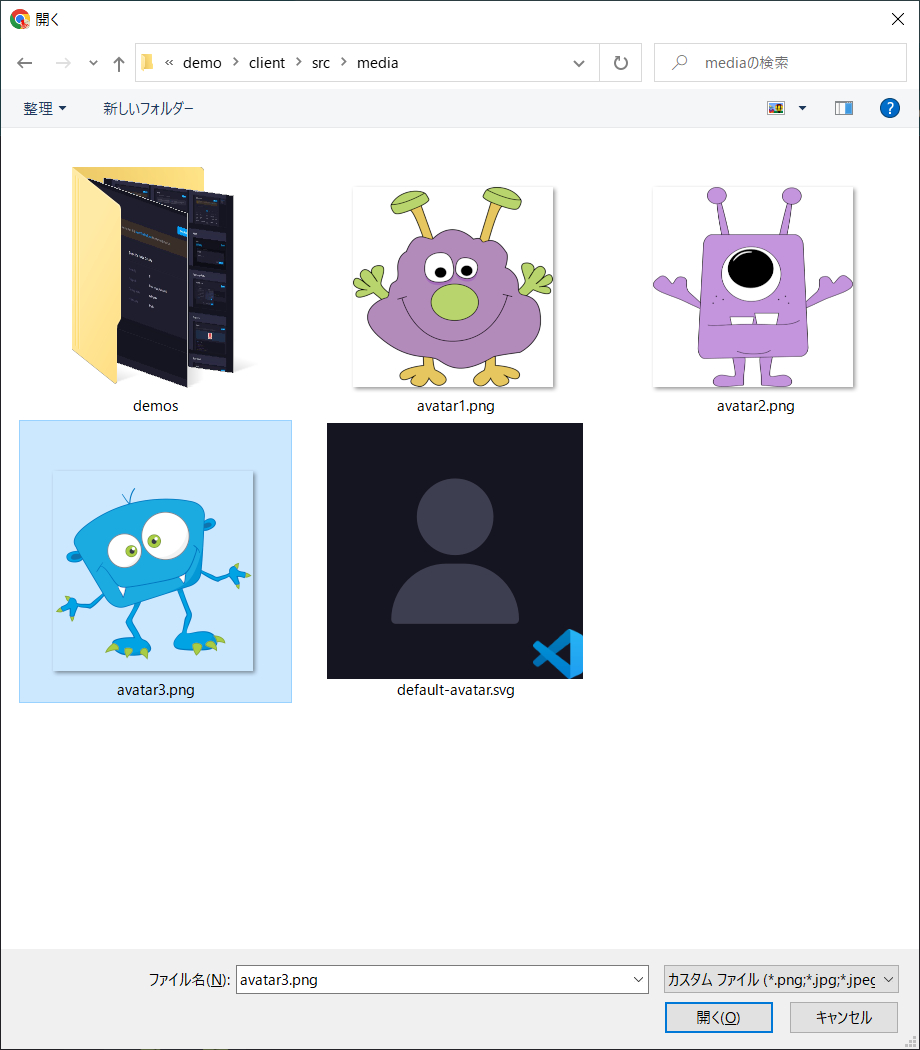 開く
« demo > client > src > media
mediaの検索
整理
新しいフォルダー
?
demos
avatar1.png
avatar2.png
avatar3.png
default-avatar.svg
ファイル名(N):
avatar3.png
カスタム ファイル (*.png;*.jpg;*.jpeg
開く(O)
キャンセル